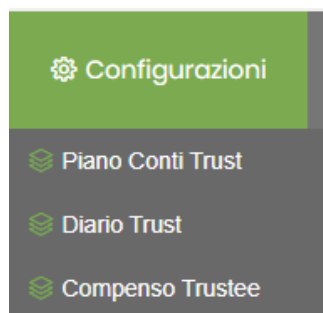 Configurazioni
Piano Conti Trust
Diario Trust
Compenso Trustee